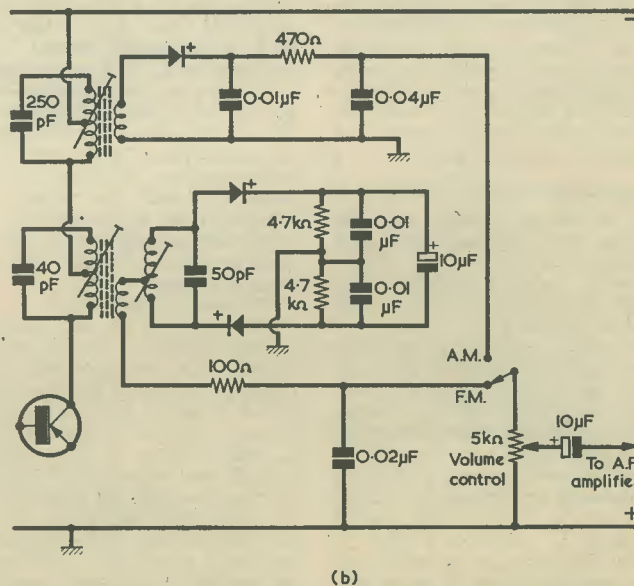 −
470Ω
+
250
pF
0·01µF
0·04µF
+
4·7kΩ
0·01
µF
+
10µF
40
pF
50pF
4·7
kΩ
0·01
µF
+
100Ω
A.M.
F.M.
0·02µF
5kΩ
Volume
control
10µF
+
To A.F.
amplifier
+
(b)